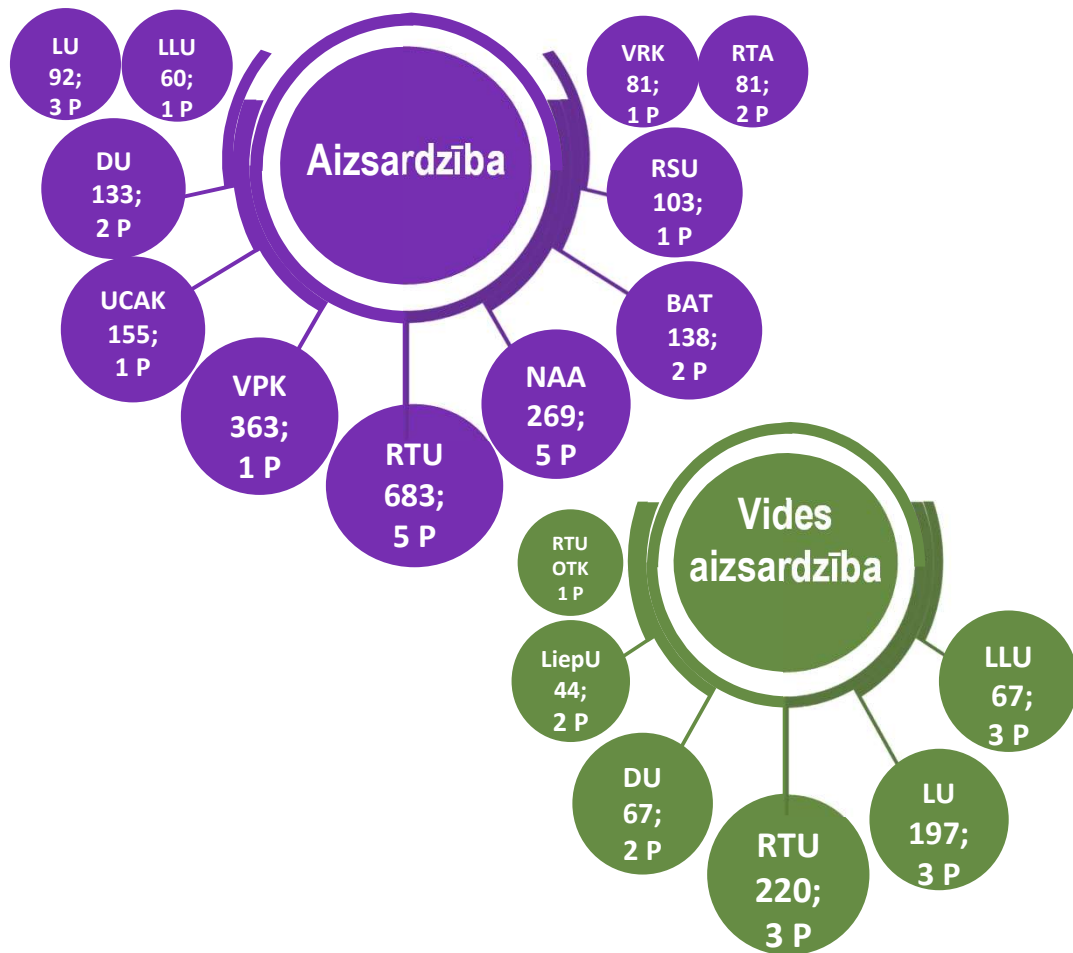 LU
92;
3 P
LLU
60;
1 P
VRK
81;
1 P
RTA
81;
2 P
Aizsardzība
DU
133;
2 P
RSU
103;
1 P
UCAK
155;
1 P
BAT
138;
2 P
VPK
363;
1 P
NAA
269;
5 P
RTU
683;
5 P
Vides
aizsardzība
RTU
OTK
1 P
LiepU
44;
2 P
LLU
67;
3 P
DU
67;
2 P
LU
197;
3 P
RTU
220;
3 P